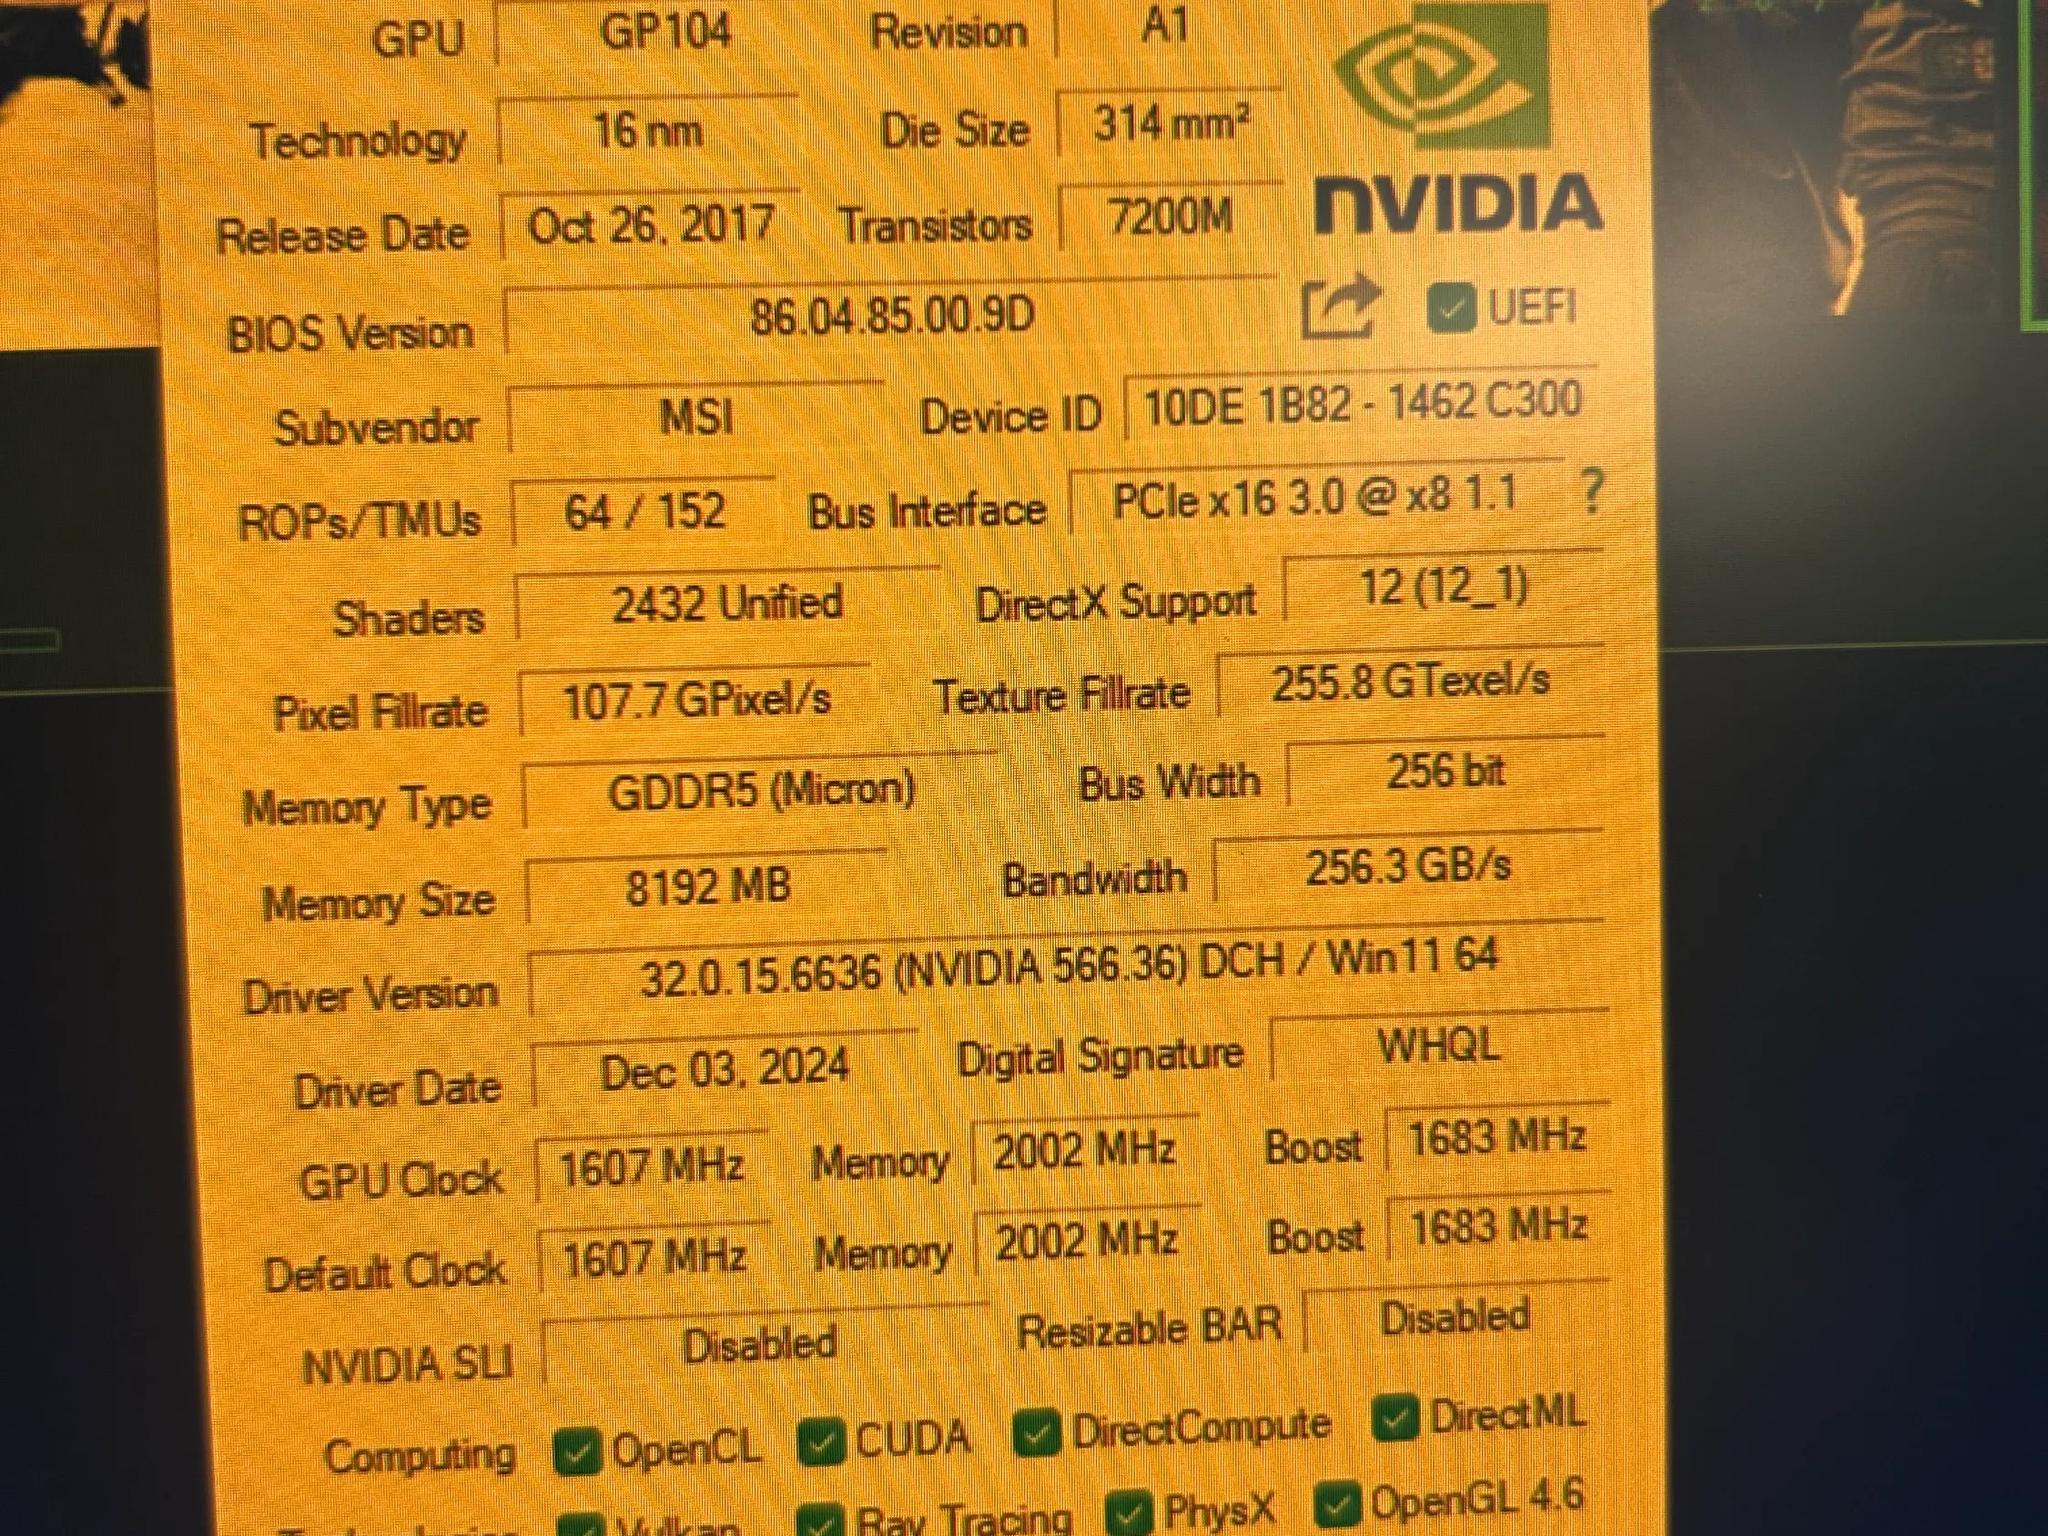 GPU GP104 Revision A1
Technology 16 nm Die Size 314 mm²
NVIDIA
Release Date Oct 26, 2017 Transistors 7200M
BIOS Version 86.04.85.00.9D UEFI
Subvendor MSI Device ID 10DE 1B82 - 1462 C300
ROPs/TMUs 64 / 152 Bus Interface PCIe x16 3.0 @ x8 1.1 ?
Shaders 2432 Unified DirectX Support 12 (12_1)
Pixel Fillrate 107.7 GPixel/s Texture Fillrate 255.8 GTexel/s
Memory Type GDDR5 (Micron) Bus Width 256 bit
Memory Size 8192 MB Bandwidth 256.3 GB/s
Driver Version 32.0.15.6636 (NVIDIA 566.36) DCH / Win11 64
Driver Date Dec 03, 2024 Digital Signature WHQL
GPU Clock 1607 MHz Memory 2002 MHz Boost 1683 MHz
Default Clock 1607 MHz Memory 2002 MHz Boost 1683 MHz
NVIDIA SLI Disabled Resizable BAR Disabled
Computing OpenCL CUDA DirectCompute DirectML
Vulkan Ray Tracing PhysX OpenGL 4.6